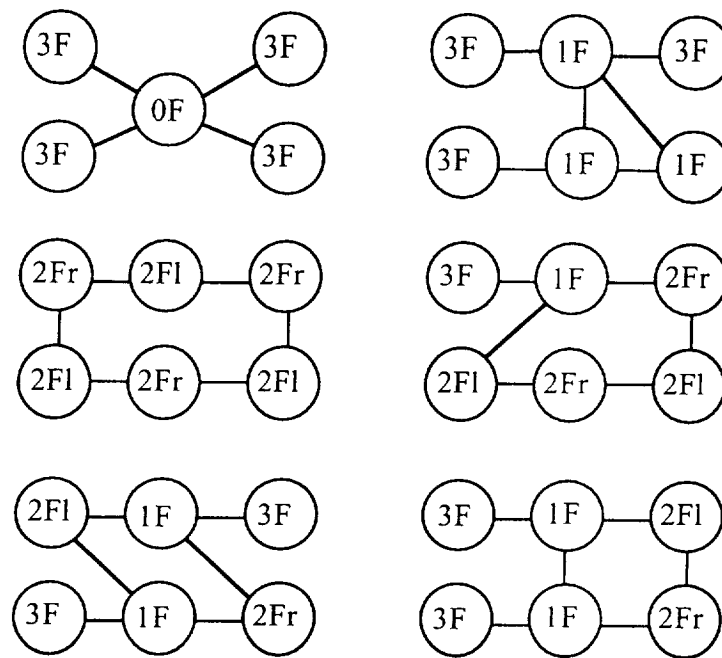 3F 3F
0F
3F 3F
3F 1F 3F
3F 1F 1F
2Fr 2Fl 2Fr
2Fl 2Fr 2Fl
3F 1F 2Fr
2Fl 2Fr 2Fl
2Fl 1F 3F
3F 1F 2Fr
3F 1F 2Fl
3F 1F 2Fr